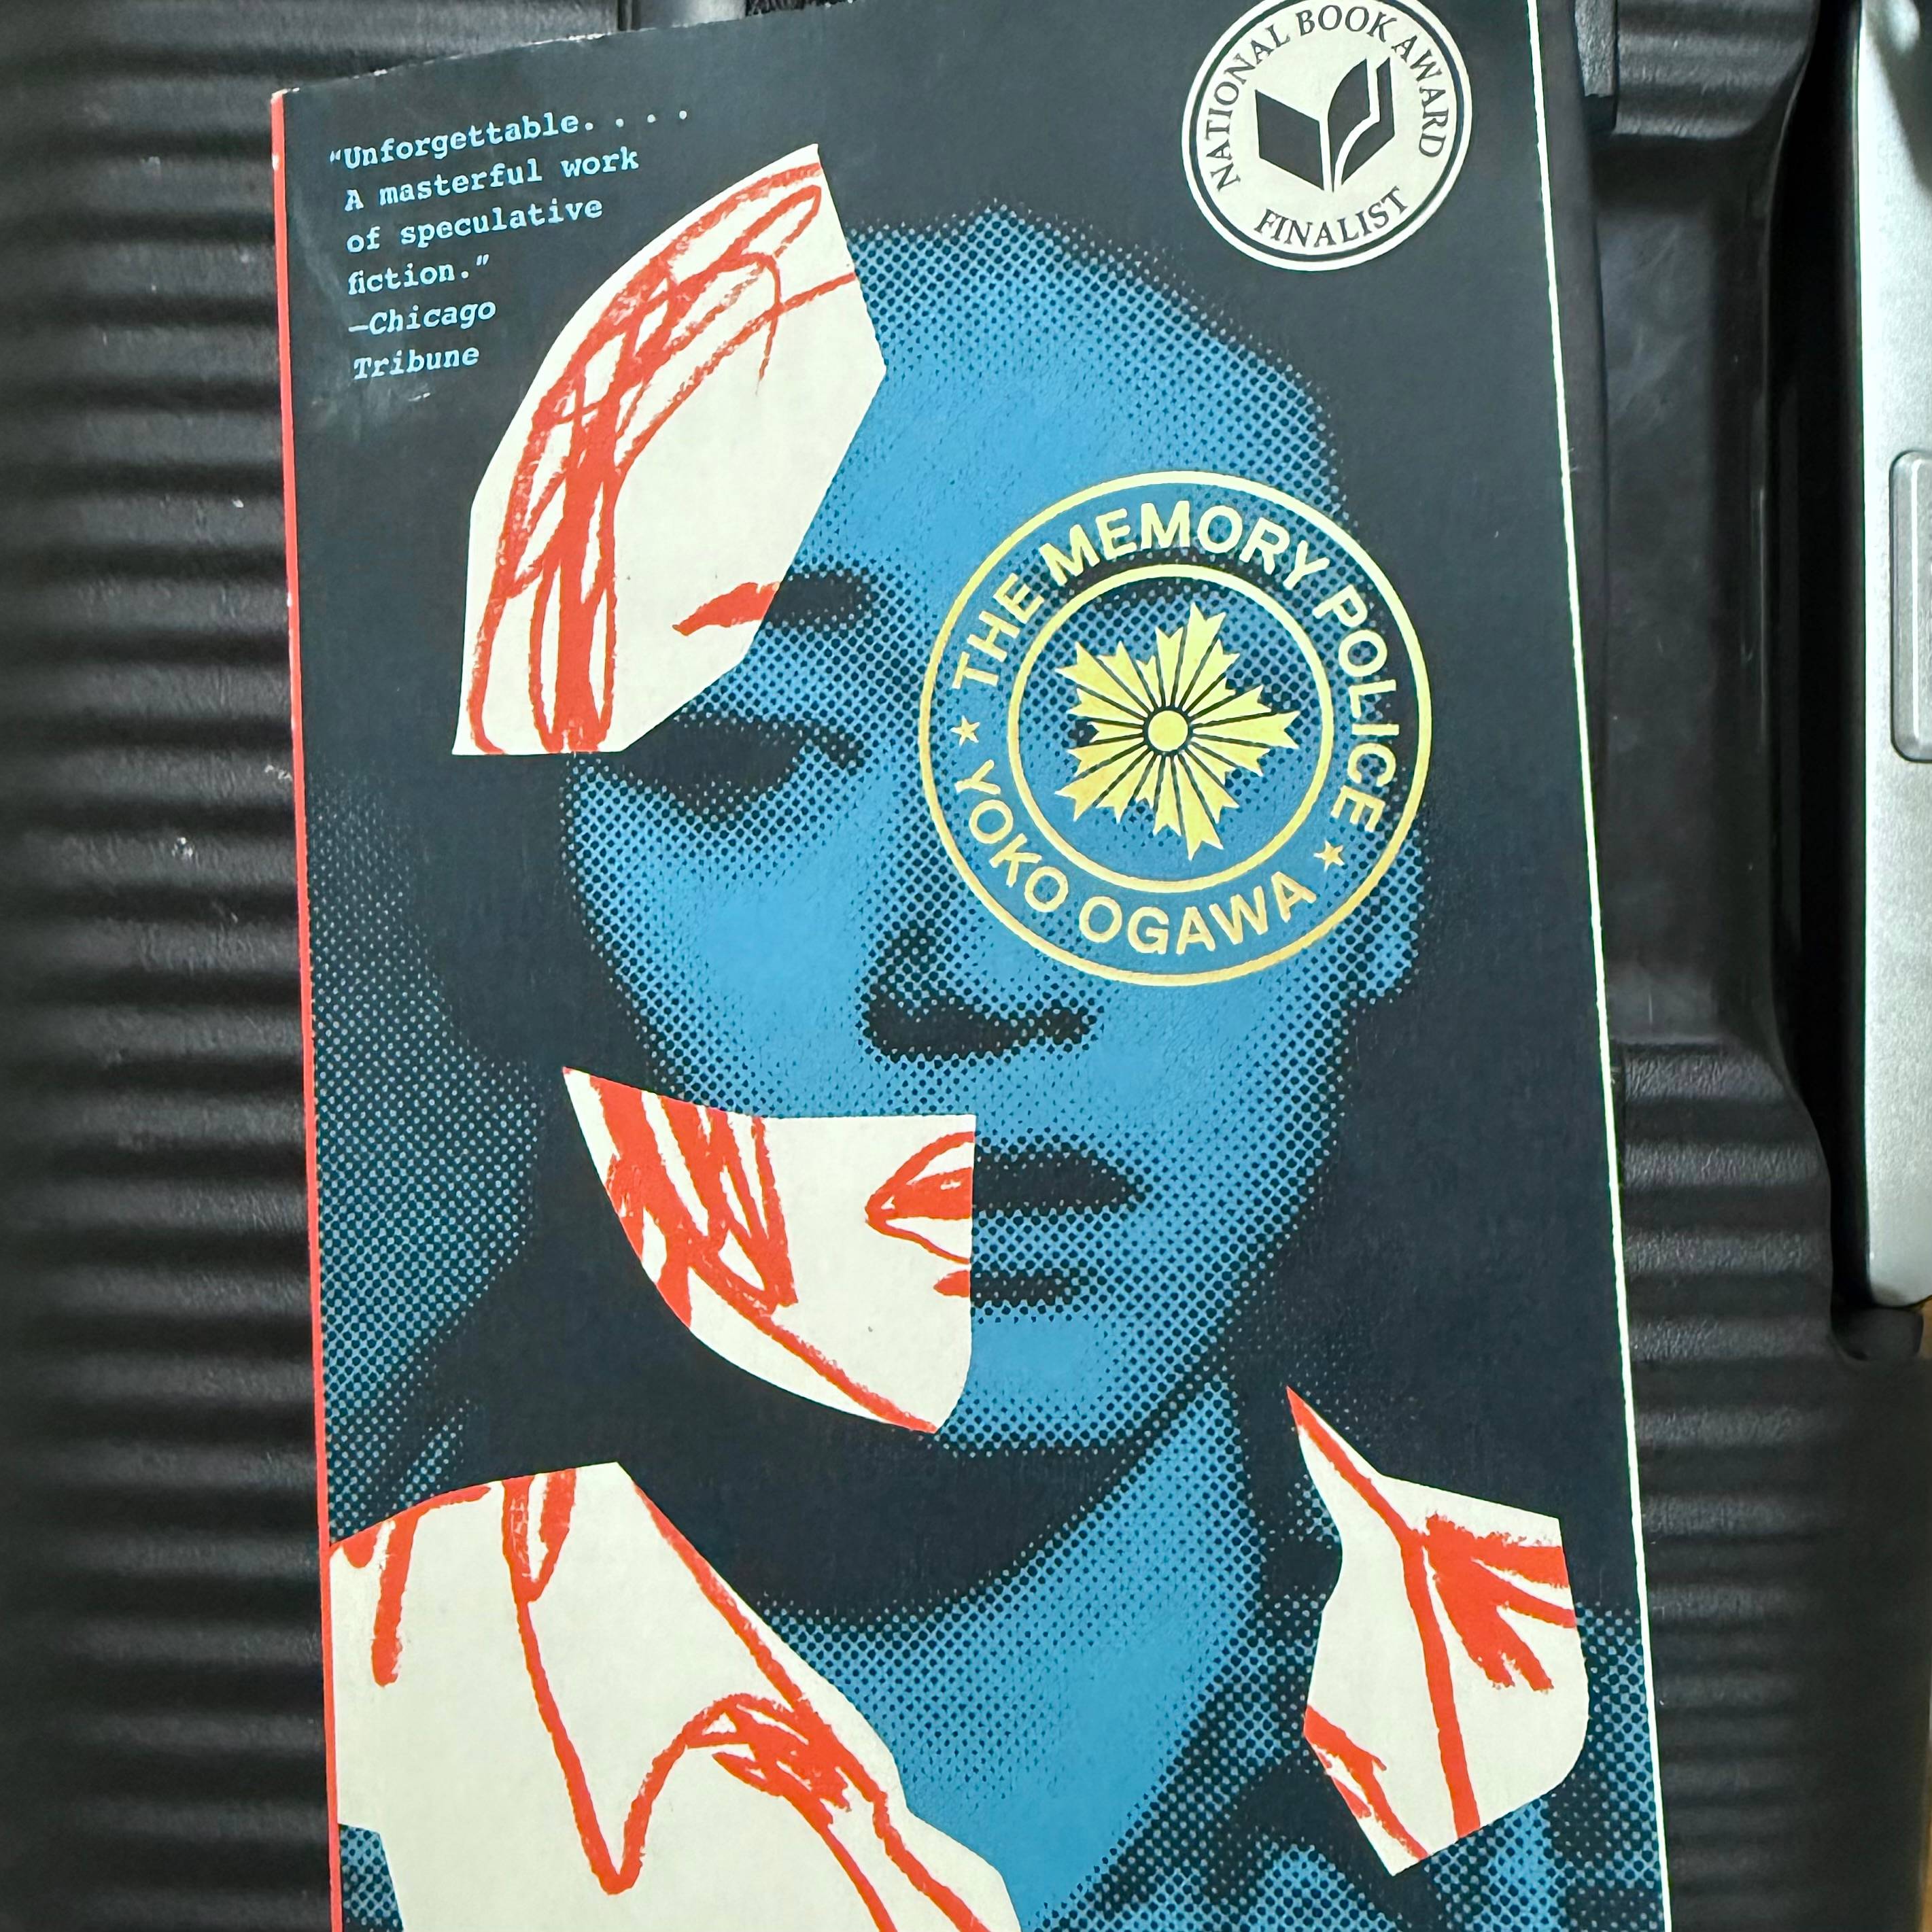 "Unforgettable. . . .
A masterful work
of speculative
fiction."
—Chicago
Tribune
NATIONAL BOOK AWARD
FINALIST
THE MEMORY POLICE
YOKO OGAWA